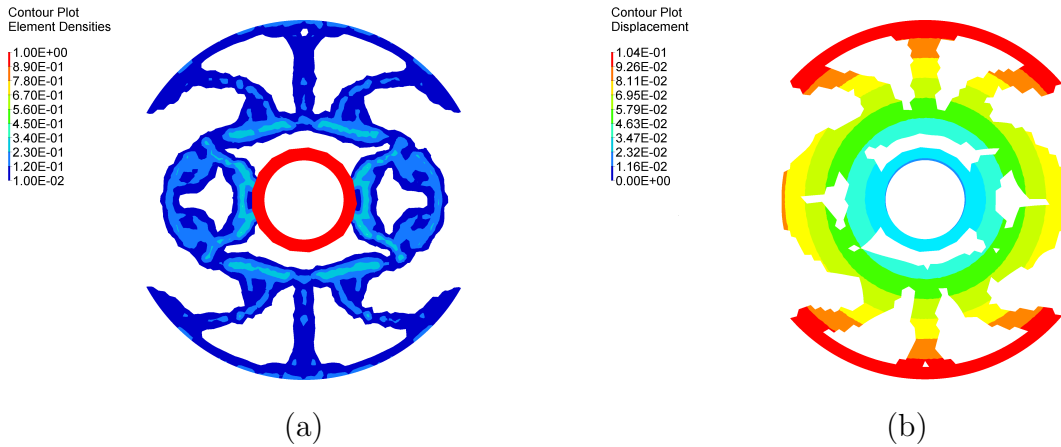 Contour Plot
Element Densities
1.00E+00
8.90E-01
7.80E-01
6.70E-01
5.60E-01
4.50E-01
3.40E-01
2.30E-01
1.20E-01
1.00E-02
(a)
Contour Plot
Displacement
1.04E-01
9.26E-02
8.11E-02
6.95E-02
5.79E-02
4.63E-02
3.47E-02
2.32E-02
1.16E-02
0.00E+00
(b)